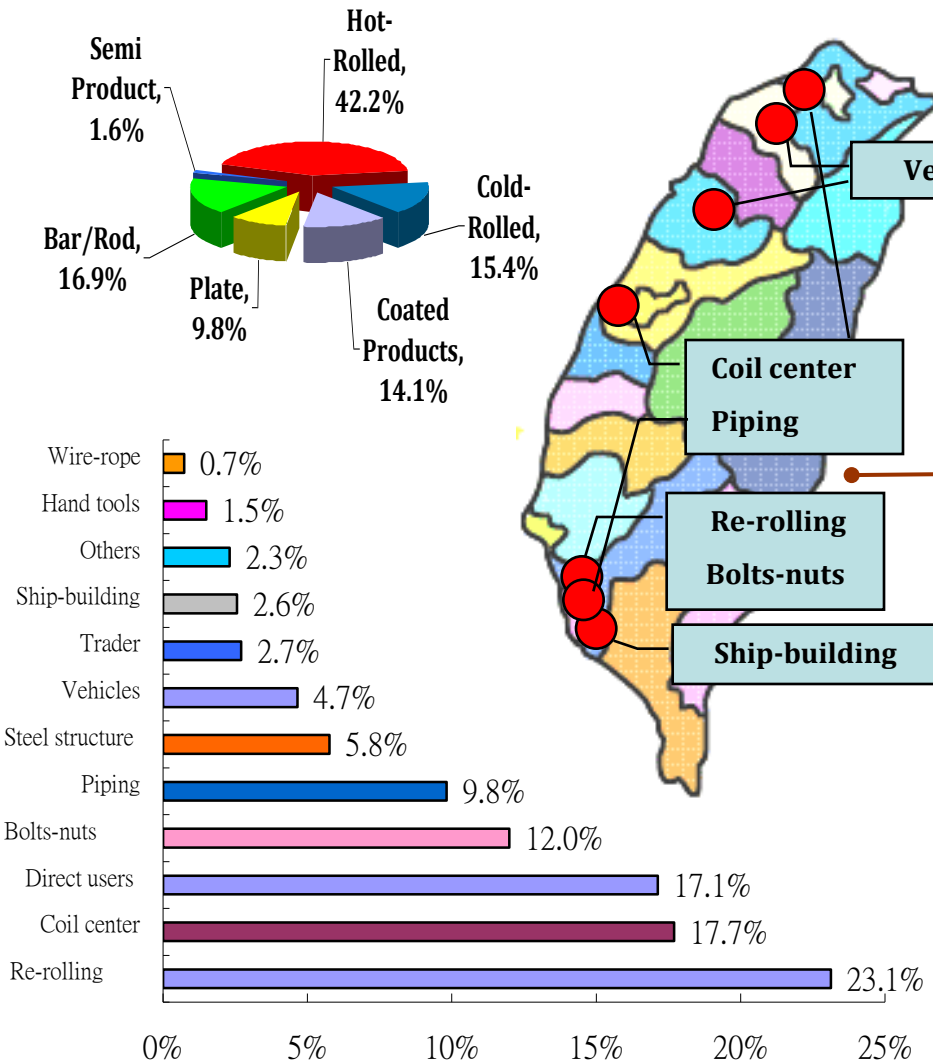 Hot-
Rolled,
42.2%
Semi
Product,
1.6%
Cold-
Rolled,
15.4%
Bar/Rod,
16.9%
Plate,
9.8%
Coated
Products,
14.1%
Ve
Coil center
Piping
Re-rolling
Bolts-nuts
Ship-building
Wire-rope 0.7%
Hand tools 1.5%
Others 2.3%
Ship-building 2.6%
Trader 2.7%
Vehicles 4.7%
Steel structure 5.8%
Piping 9.8%
Bolts-nuts 12.0%
Direct users 17.1%
Coil center 17.7%
Re-rolling 23.1%
0% 5% 10% 15% 20% 25%